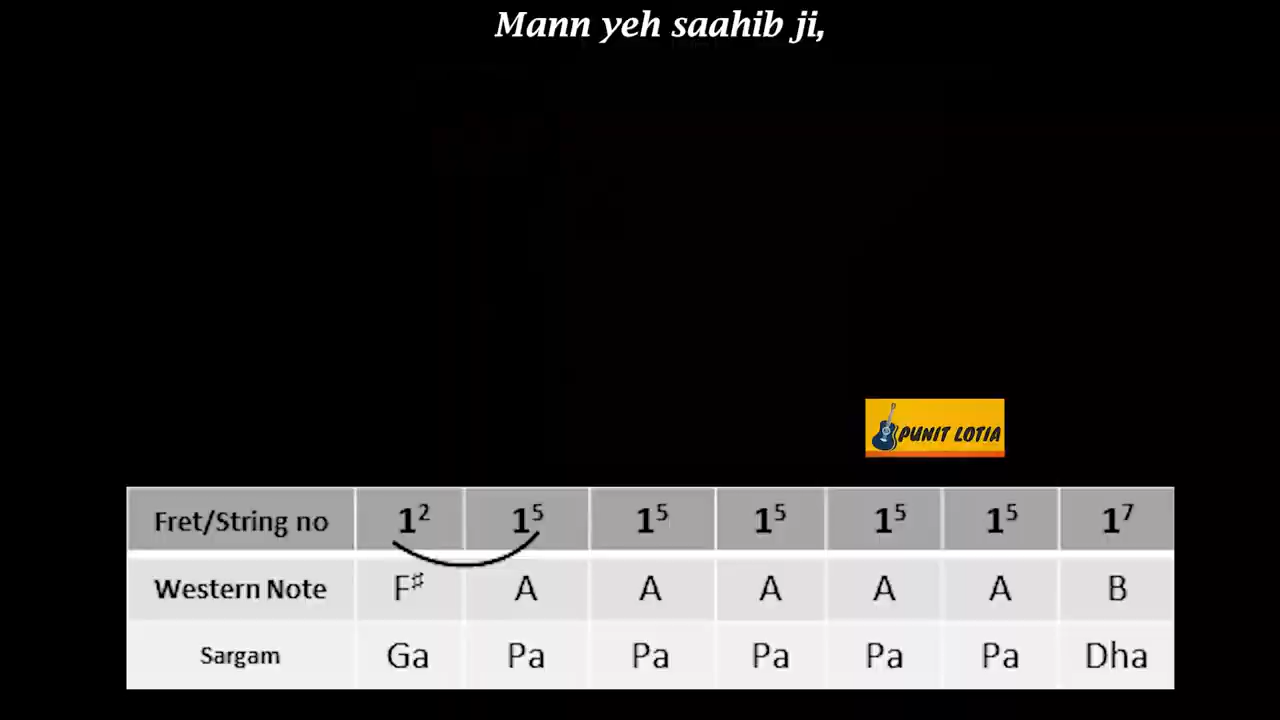 Mann yeh saahib ji,
PUNIT LOTIA
Fret/String no 1² 1⁵ 1⁵ 1⁵ 1⁵ 1⁵ 1⁷
Western Note F♯ A A A A A B
Sargam Ga Pa Pa Pa Pa Pa Dha